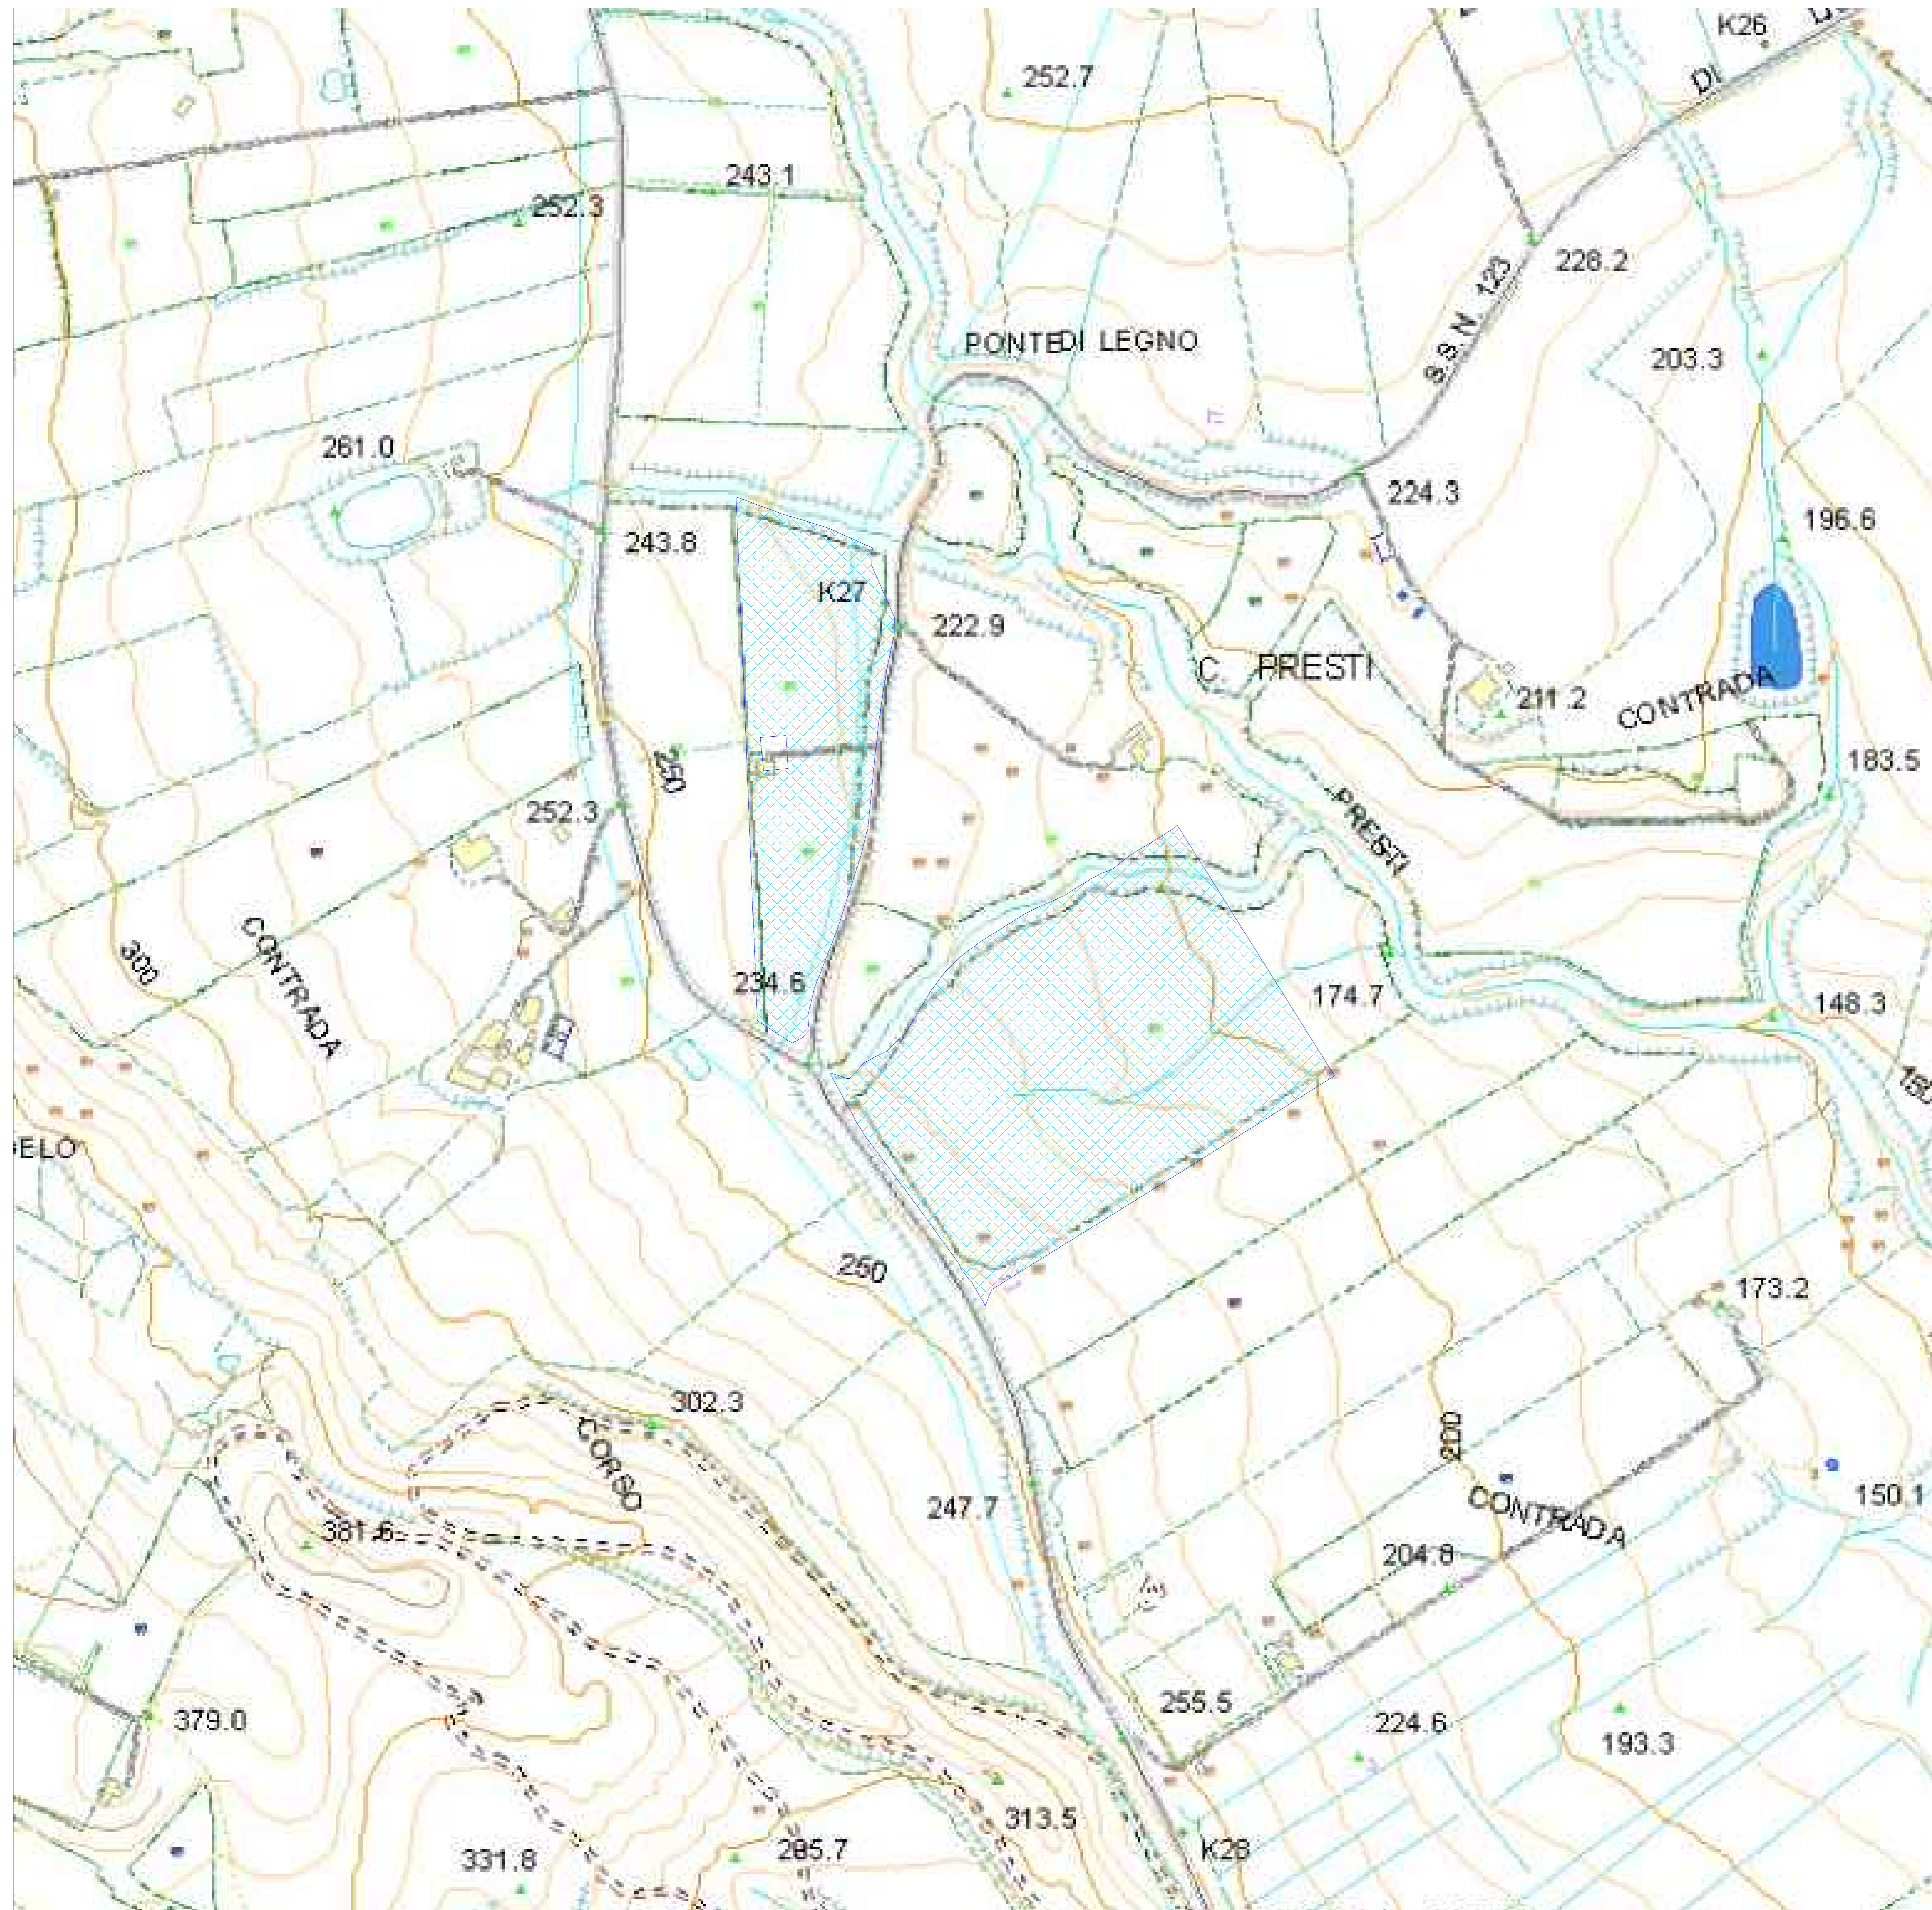 K26
DI
252.7
243.1
252.3
228.2
S.S.N. 123
PONTE DI LEGNO
203.3
261.0
224.3
196.6
243.8
K27
222.9
C. PRESTI
211.2
CONTRADA
183.5
250
252.3
PRESTI
CONTRADA
300
234.6
174.7
148.3
150
ELO
250
173.2
302.3
CORSO
200
247.7
CONTRADA
150.1
381.6
204.8
255.5
379.0
224.6
193.3
313.5
331.8
285.7
K28